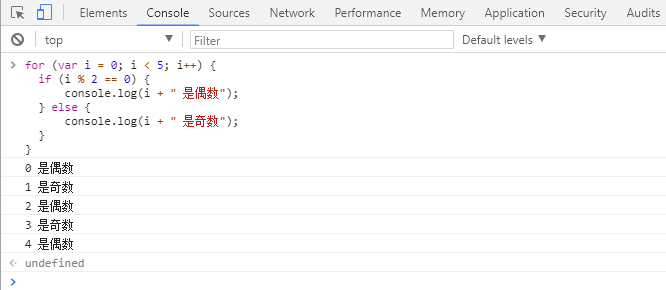 Elements Console Sources Network Performance Memory Application Security Audits
top Filter Default levels
for (var i = 0; i < 5; i++) {
  if (i % 2 == 0) {
      console.log(i + " 是偶数");
  } else {
      console.log(i + " 是奇数");
  }
}
0 是偶数
1 是奇数
2 是偶数
3 是奇数
4 是偶数
undefined